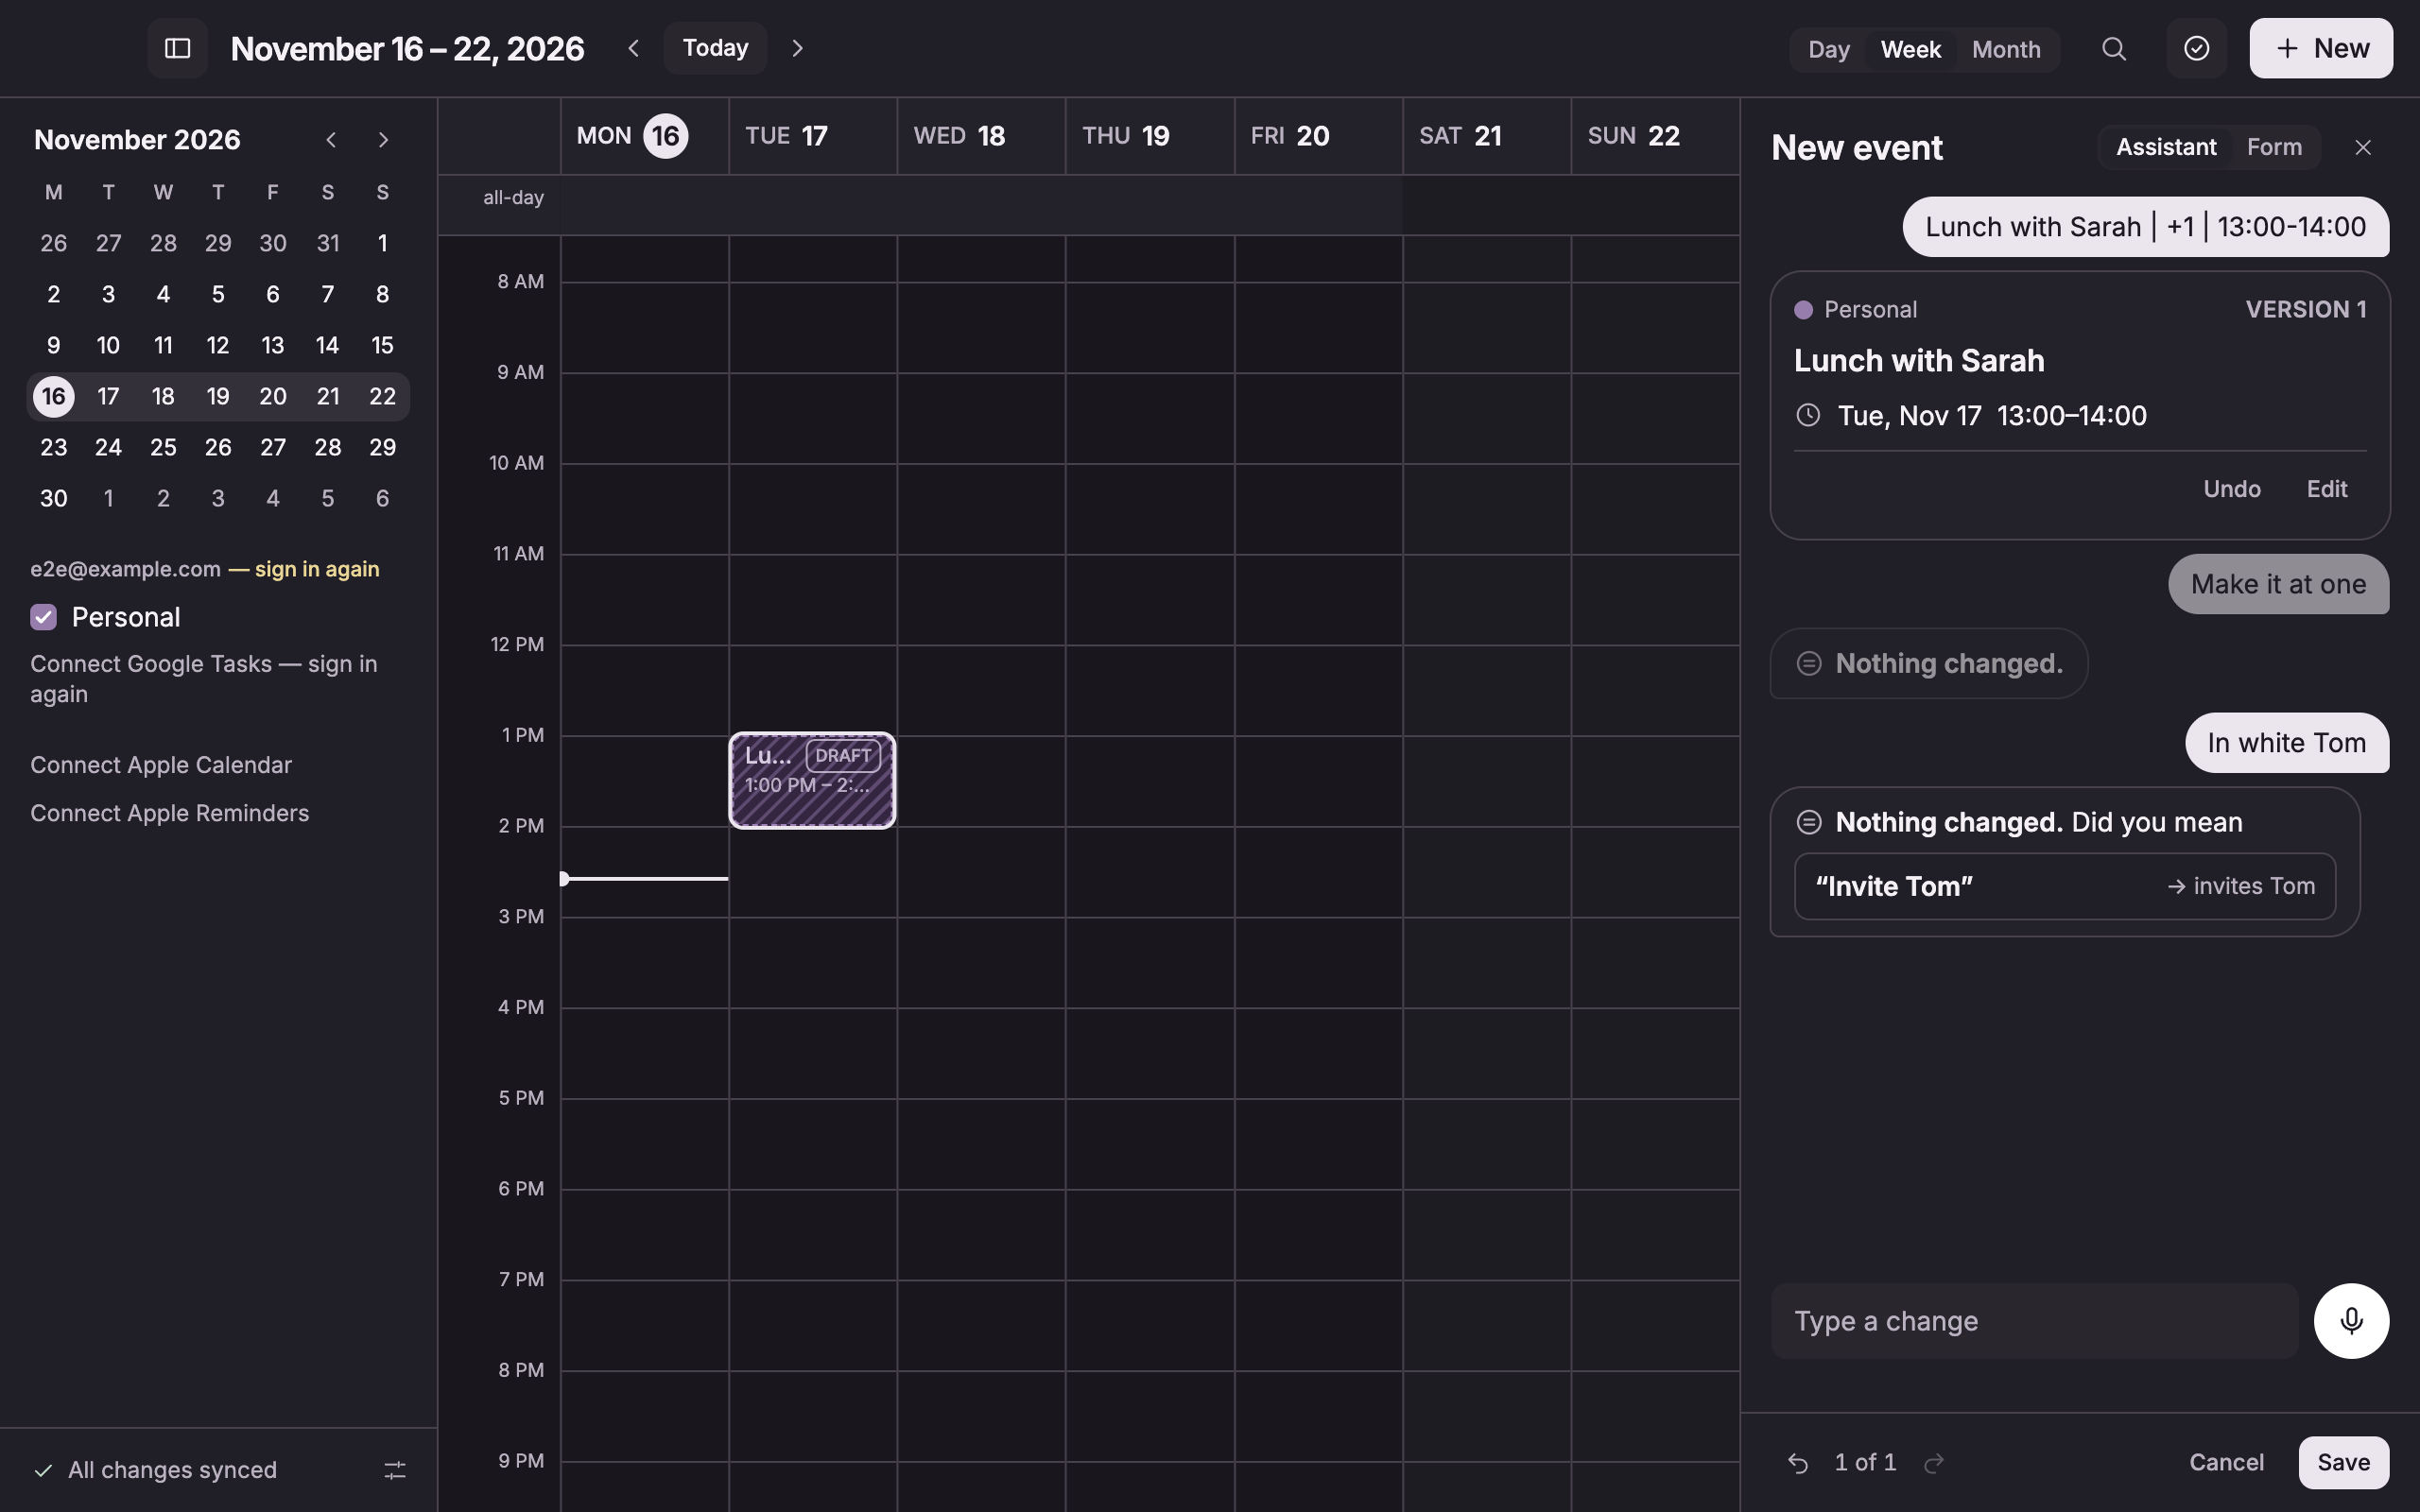 November 16 – 22, 2026
Today
Day Week Month
New
November 2026
M T W T F S S
26 27 28 29 30 31 1
2 3 4 5 6 7 8
9 10 11 12 13 14 15
16 17 18 19 20 21 22
23 24 25 26 27 28 29
30 1 2 3 4 5 6
e2e@example.com — sign in again
Personal
Connect Google Tasks — sign in
again
Connect Apple Calendar
Connect Apple Reminders
All changes synced
MON 16 TUE 17 WED 18 THU 19 FRI 20 SAT 21 SUN 22
all-day
8 AM
9 AM
10 AM
11 AM
12 PM
1 PM
Lu... DRAFT
1:00 PM – 2:...
2 PM
3 PM
4 PM
5 PM
6 PM
7 PM
8 PM
9 PM
New event
Assistant Form
Lunch with Sarah | +1 | 13:00-14:00
Personal VERSION 1
Lunch with Sarah
Tue, Nov 17 13:00–14:00
Undo Edit
Make it at one
Nothing changed.
In white Tom
Nothing changed. Did you mean
“Invite Tom” → invites Tom
Type a change
1 of 1
Cancel Save